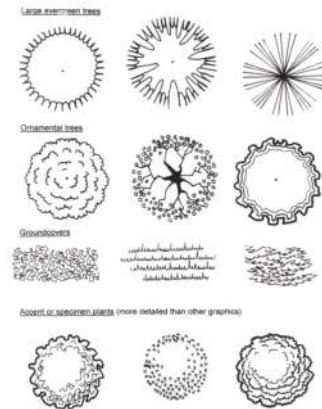 Large evergreen trees
Ornamental trees
Groundcovers
Accent or specimen plants (more detailed than other graphics)